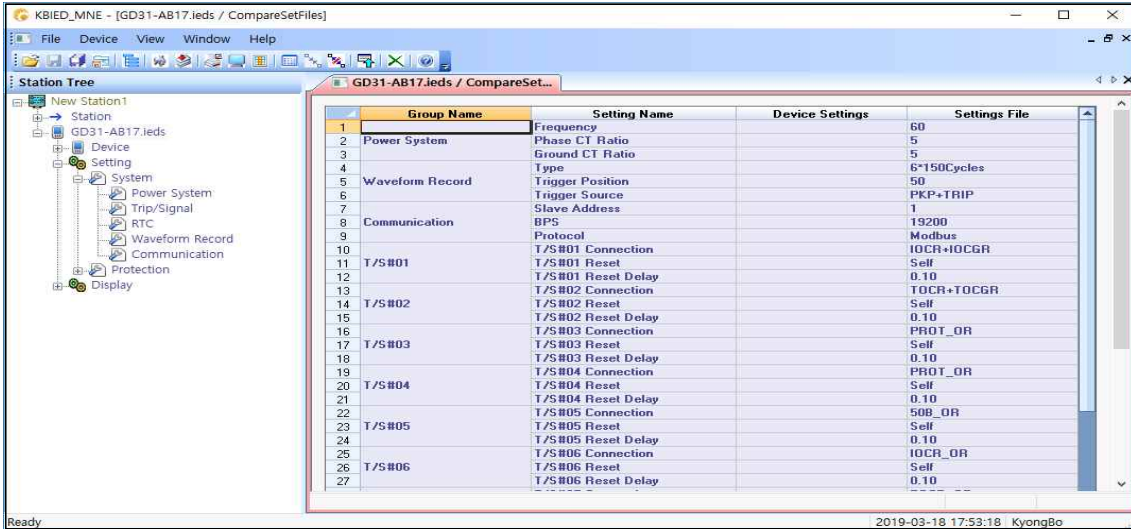 KBIED_MNE - [GD31-AB17.ieds / CompareSetFiles]
File Device View Window Help
Station Tree
New Station1
Station
GD31-AB17.ieds
Device
Setting
System
Power System
Trip/Signal
RTC
Waveform Record
Communication
Protection
Display
GD31-AB17.ieds / CompareSet...
Group Name Setting Name Device Settings Settings File
1 Frequency 60
2 Power System Phase CT Ratio 5
3 Ground CT Ratio 5
4 Type 6*150Cycles
5 Waveform Record Trigger Position 50
6 Trigger Source PKP+TRIP
7 Slave Address 1
8 Communication BPS 19200
9 Protocol Modbus
10 T/S#01 Connection IOCR+IOCGR
11 T/S#01 T/S#01 Reset Self
12 T/S#01 Reset Delay 0.10
13 T/S#02 Connection TOCR+TOCGR
14 T/S#02 T/S#02 Reset Self
15 T/S#02 Reset Delay 0.10
16 T/S#03 Connection PROT_OR
17 T/S#03 T/S#03 Reset Self
18 T/S#03 Reset Delay 0.10
19 T/S#04 Connection PROT_OR
20 T/S#04 T/S#04 Reset Self
21 T/S#04 Reset Delay 0.10
22 T/S#05 Connection 50B_OR
23 T/S#05 T/S#05 Reset Self
24 T/S#05 Reset Delay 0.10
25 T/S#06 Connection IOCR_OR
26 T/S#06 T/S#06 Reset Self
27 T/S#06 Reset Delay 0.10
Ready 2019-03-18 17:53:18 KyongBo